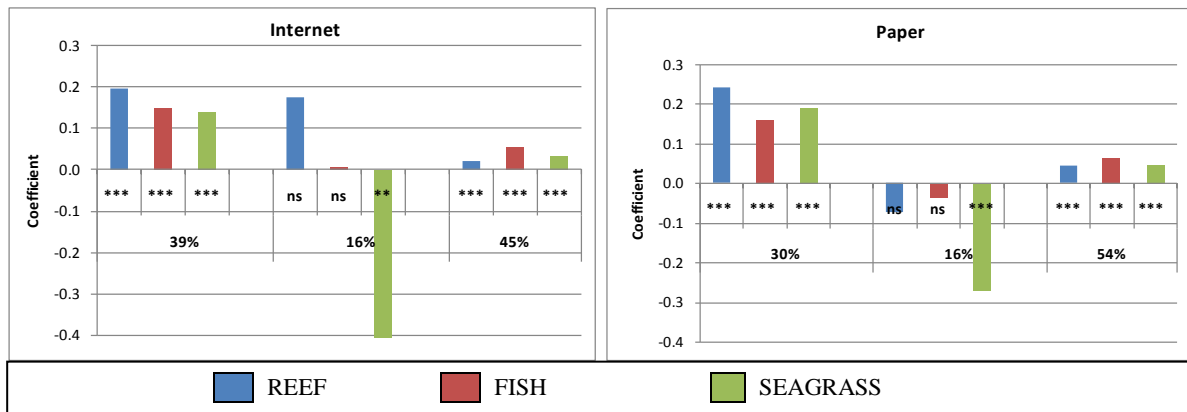 Internet
0.3
0.2
0.1
0.0
-0.1
-0.2
-0.3
-0.4
Coefficient
*** *** *** ns ns ** *** *** ***
39% 16% 45%
Paper
0.3
0.2
0.1
0.0
-0.1
-0.2
-0.3
-0.4
Coefficient
*** *** *** ns ns *** *** *** ***
30% 16% 54%
REEF FISH SEAGRASS